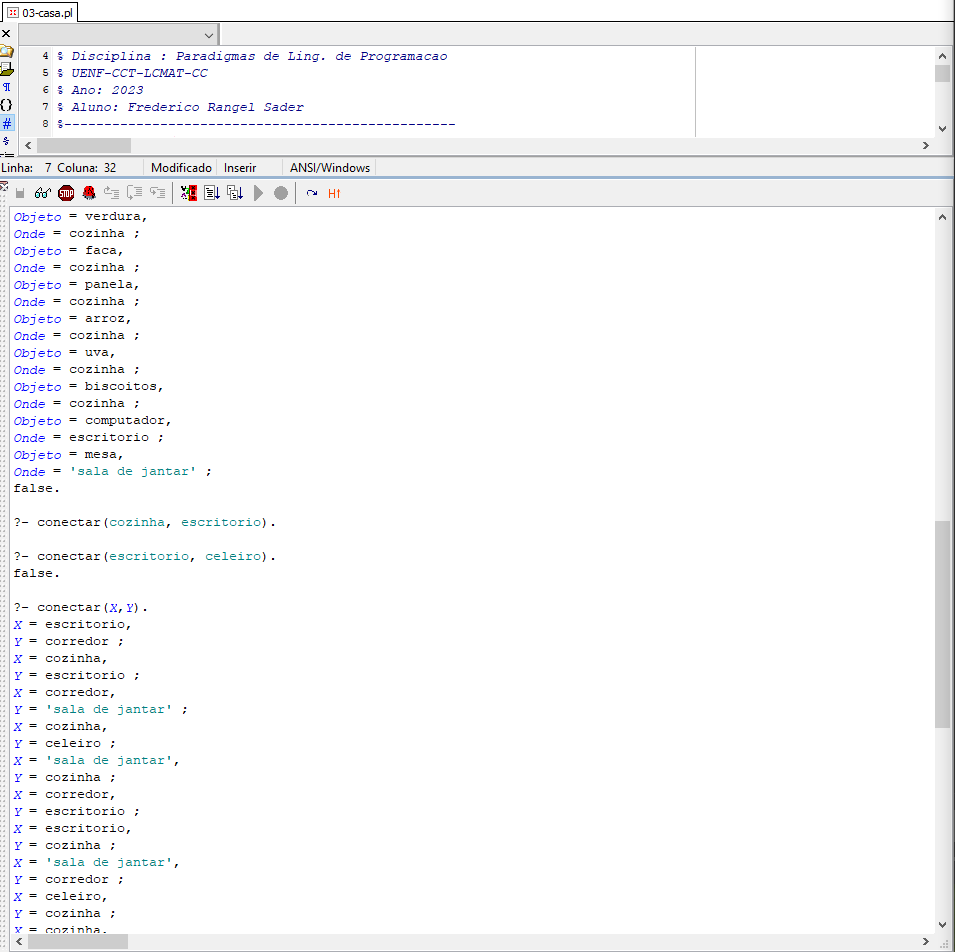 03-casa.pl
4 % Disciplina : Paradigmas de Ling. de Programacao
5 % UENF-CCT-LCMAT-CC
6 % Ano: 2023
7 % Aluno: Frederico Rangel Sader
8 %-------------------------------------------------
Linha: 7 Coluna: 32 Modificado Inserir ANSI/Windows
Objeto = verdura,
Onde = cozinha ;
Objeto = faca,
Onde = cozinha ;
Objeto = panela,
Onde = cozinha ;
Objeto = arroz,
Onde = cozinha ;
Objeto = uva,
Onde = cozinha ;
Objeto = biscoitos,
Onde = cozinha ;
Objeto = computador,
Onde = escritorio ;
Objeto = mesa,
Onde = 'sala de jantar' ;
false.
?- conectar(cozinha, escritorio).
?- conectar(escritorio, celeiro).
false.
?- conectar(X,Y).
X = escritorio,
Y = corredor ;
X = cozinha,
Y = escritorio ;
X = corredor,
Y = 'sala de jantar' ;
X = cozinha,
Y = celeiro ;
X = 'sala de jantar',
Y = cozinha ;
X = corredor,
Y = escritorio ;
X = escritorio,
Y = cozinha ;
X = 'sala de jantar',
Y = corredor ;
X = celeiro,
Y = cozinha ;
X = cozinha,